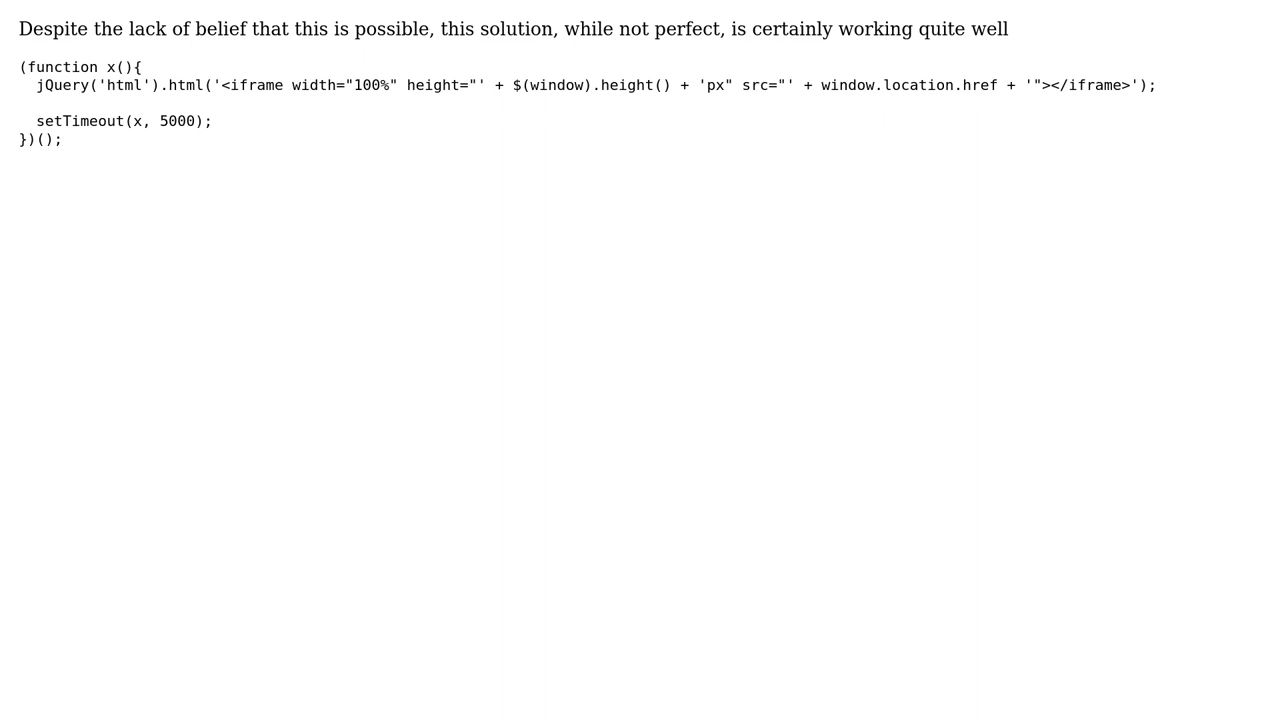 Despite the lack of belief that this is possible, this solution, while not perfect, is certainly working quite well
(function x(){
  jQuery('html').html('<iframe width="100%" height="' + $(window).height() + 'px" src="' + window.location.href + '"></iframe>');
  setTimeout(x, 5000);
})();